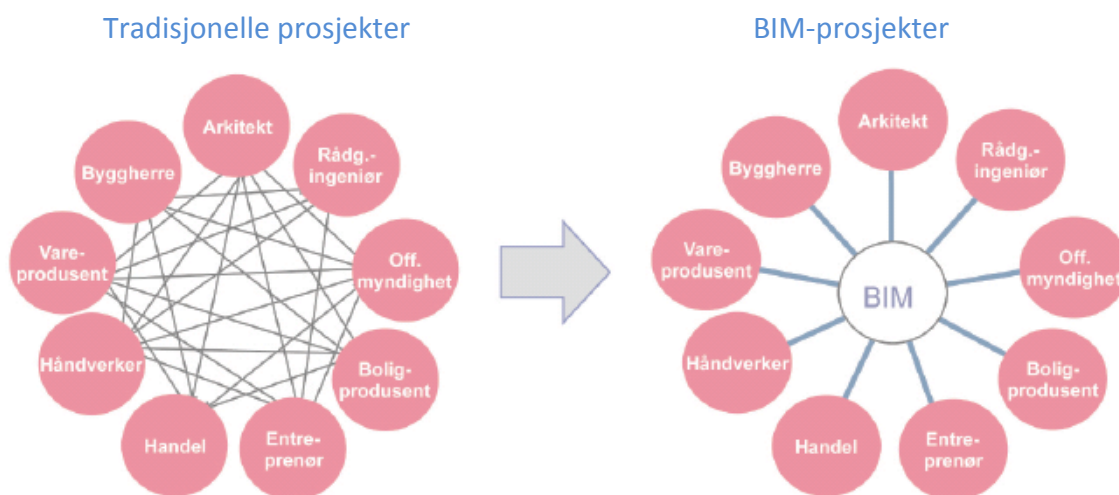 Tradisjonelle prosjekter
BIM-prosjekter
Arkitekt
Rådg.-
ingeniør
Byggherre
Off.
myndighet
Vare-
produsent
Håndverker
Bolig-
produsent
Handel
Entre-
prenør
Arkitekt
Rådg.-
ingeniør
Byggherre
Vare-
produsent
Off.
myndighet
BIM
Håndverker
Bolig-
produsent
Handel
Entre-
prenør